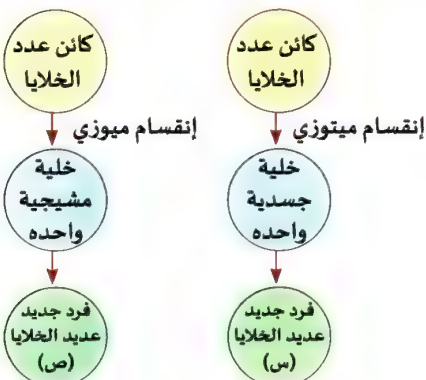 كائن عدد
الخلايا
إنقسام ميتوزي
خلية
جسدية
واحده
فرد جديد
عديد الخلايا
(س)
كائن عدد
الخلايا
إنقسام ميوزي
خلية
مشيجية
واحده
فرد جديد
عديد الخلايا
(ص)